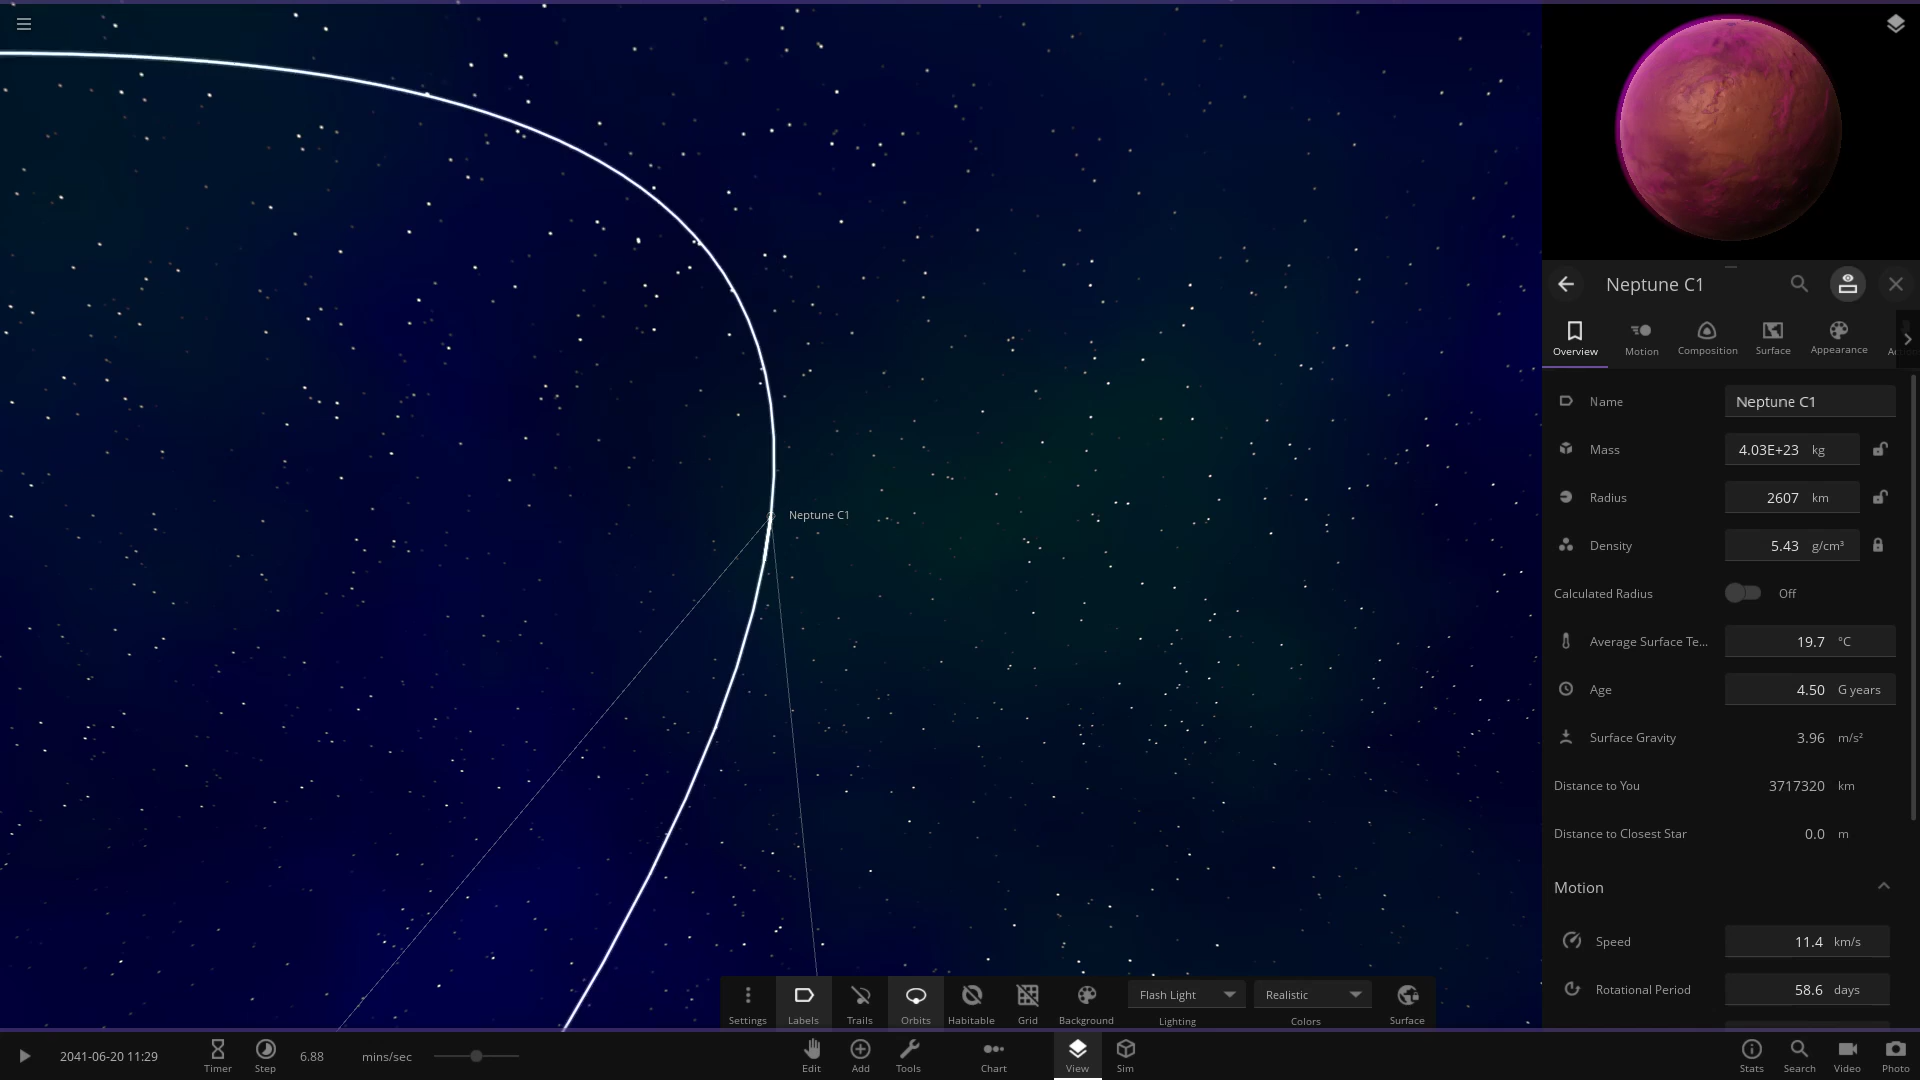 Neptune C1
Neptune C1
Overview
Motion
Composition
Surface
Appearance
Name
Neptune C1
Mass
4.03E+23 kg
Radius
2607 km
Density
5.43 g/cm³
Calculated Radius
Off
Average Surface Te...
19.7 °C
Age
4.50 G years
Surface Gravity
3.96 m/s²
Distance to You
3717320 km
Distance to Closest Star
0.0 m
Motion
Speed
11.4 km/s
Rotational Period
58.6 days
Settings
Labels
Trails
Orbits
Habitable
Grid
Background
Flash Light
Lighting
Realistic
Colors
Surface
2041-06-20 11:29
Timer
Step
6.88 mins/sec
Edit
Add
Tools
Chart
View
Sim
Stats
Search
Video
Photo